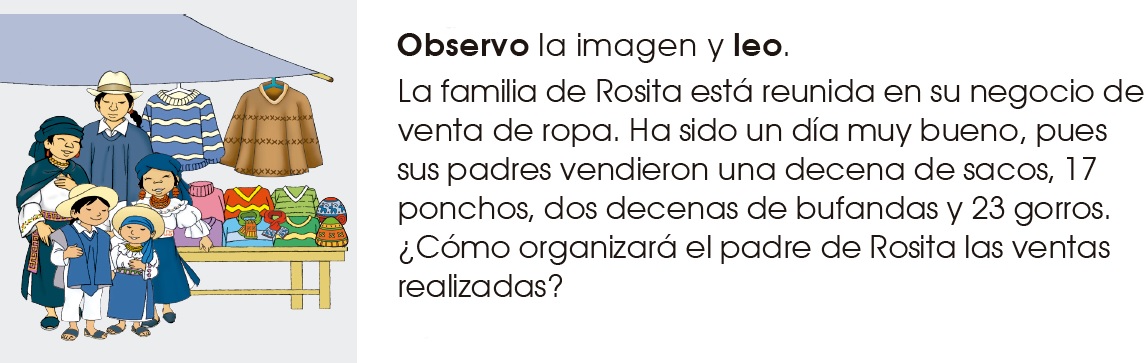 Observo la imagen y leo.
La familia de Rosita está reunida en su negocio de
venta de ropa. Ha sido un día muy bueno, pues
sus padres vendieron una decena de sacos, 17
ponchos, dos decenas de bufandas y 23 gorros.
¿Cómo organizará el padre de Rosita las ventas
realizadas?